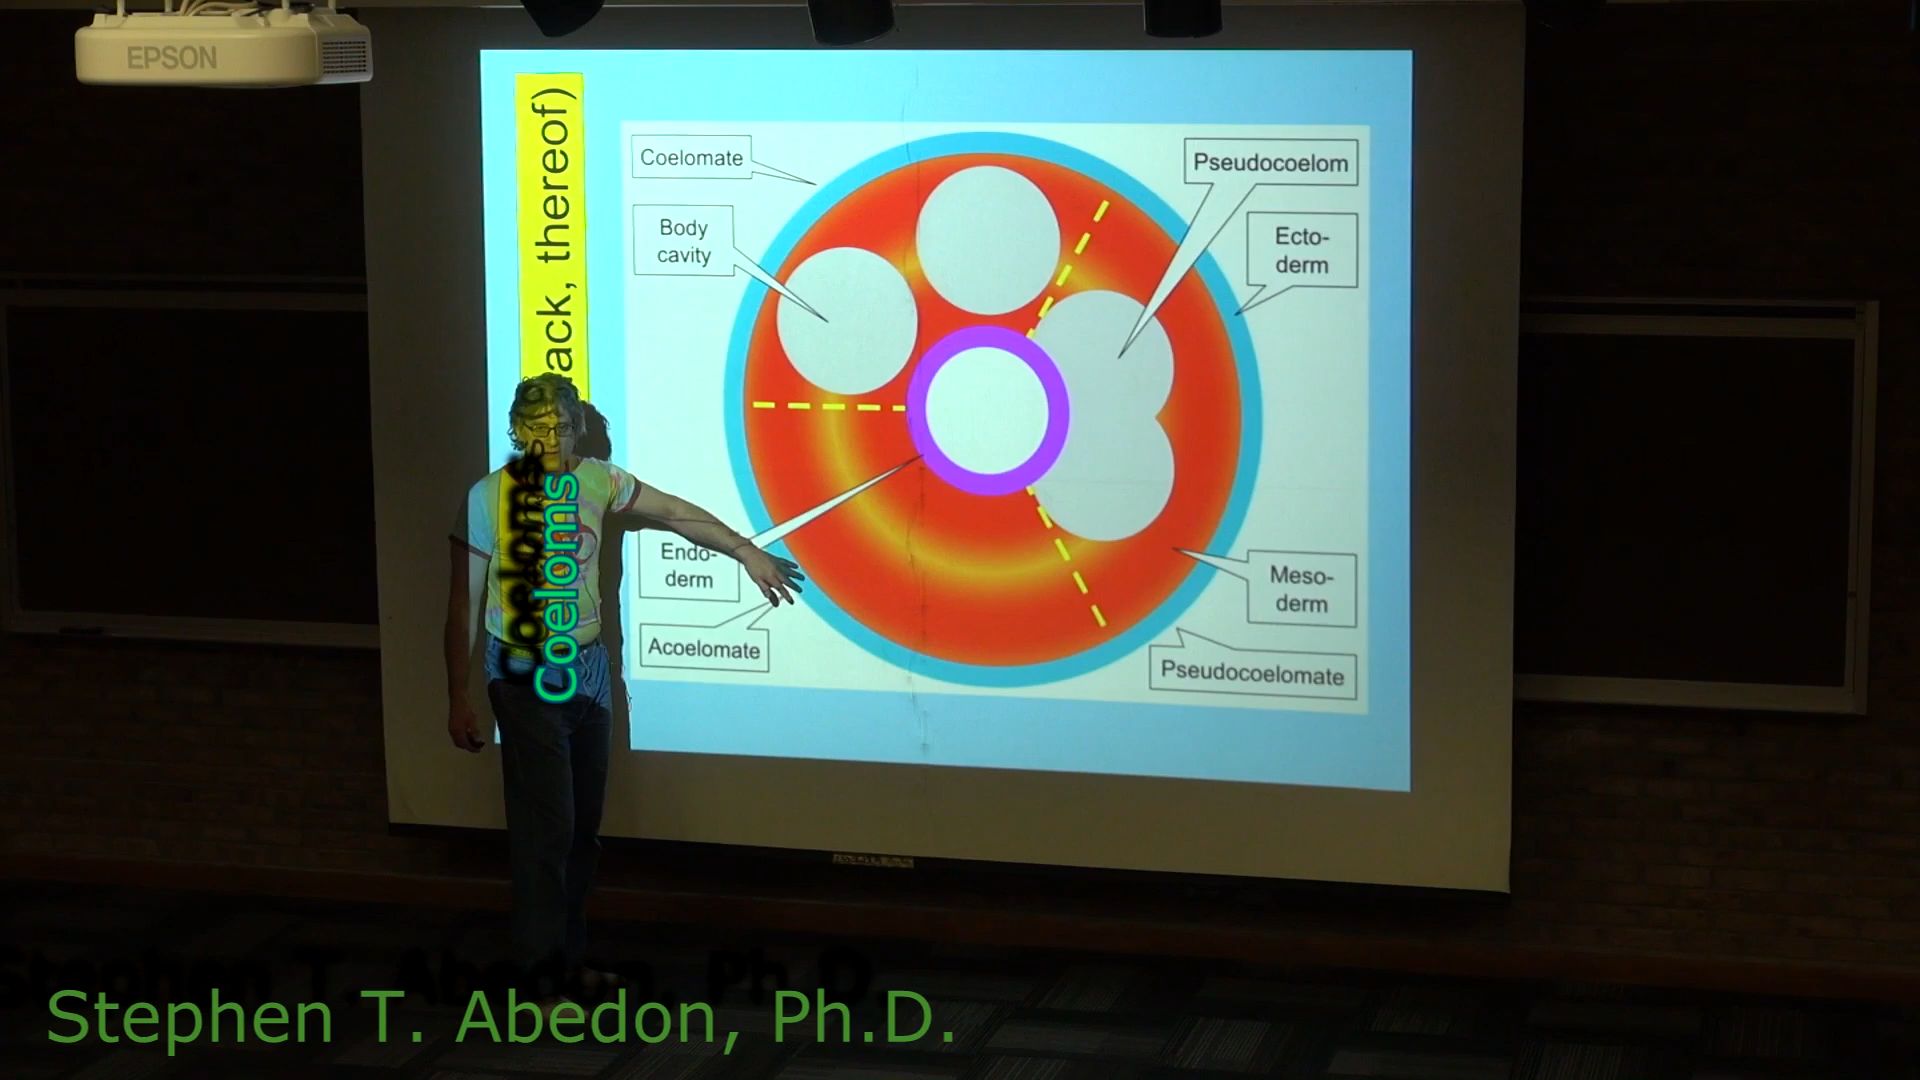 EPSON
ack, thereof)
Coelomate
Pseudocoelom
Body
cavity
Ecto-
derm
Coeloms
Endo-
derm
Meso-
derm
Acoelomate
Pseudocoelomate
Stephen T. Abedon, Ph.D.